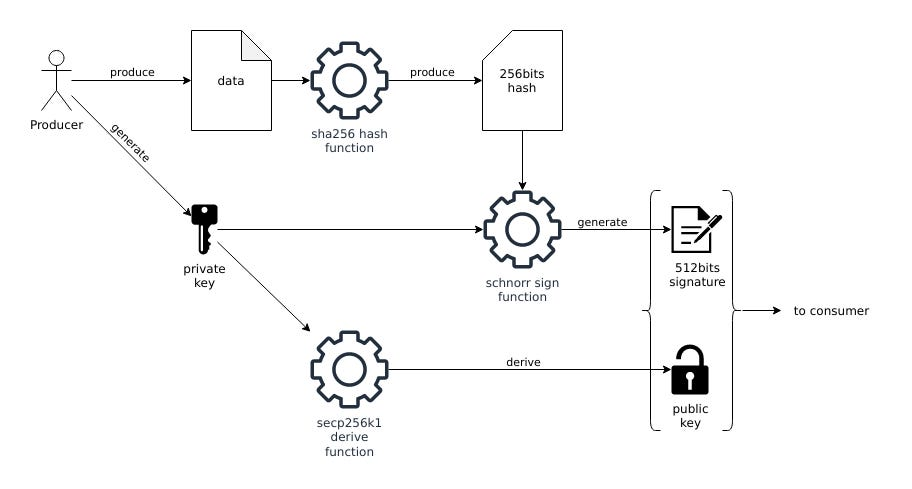 produce
data
produce
256bits
hash
Producer
sha256 hash
function
generate
private
key
schnorr sign
function
generate
512bits
signature
to consumer
secp256k1
derive
function
derive
public
key